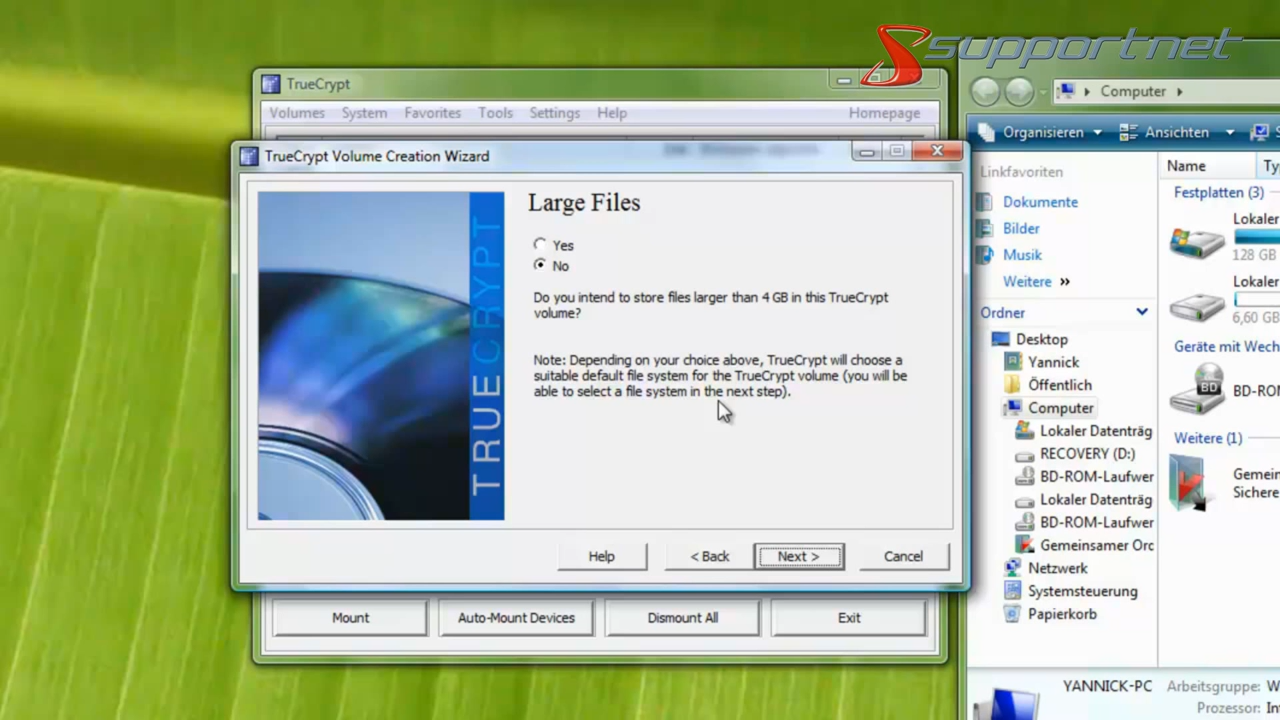 supportnet
TrueCrypt
Volumes System Favorites Tools Settings Help Homepage
TrueCrypt Volume Creation Wizard
TRUECRYPT
Large Files
Yes
No
Do you intend to store files larger than 4 GB in this TrueCrypt
volume?
Note: Depending on your choice above, TrueCrypt will choose a
suitable default file system for the TrueCrypt volume (you will be
able to select a file system in the next step).
Help < Back Next > Cancel
Mount Auto-Mount Devices Dismount All Exit
Computer
Organisieren Ansichten S
Linkfavoriten
Dokumente
Bilder
Musik
Weitere »
Ordner
Desktop
Yannick
Öffentlich
Computer
Lokaler Datenträg
RECOVERY (D:)
BD-ROM-Laufwer
Lokaler Datenträg
BD-ROM-Laufwer
Gemeinsamer Orc
Netzwerk
Systemsteuerung
Papierkorb
Name Ty
Festplatten (3)
Lokaler
128 GB
Lokaler
6,60 GB
Geräte mit Wech
BD
BD-RO
Weitere (1)
Gemein
Sichere
YANNICK-PC Arbeitsgruppe: W
Prozessor: In